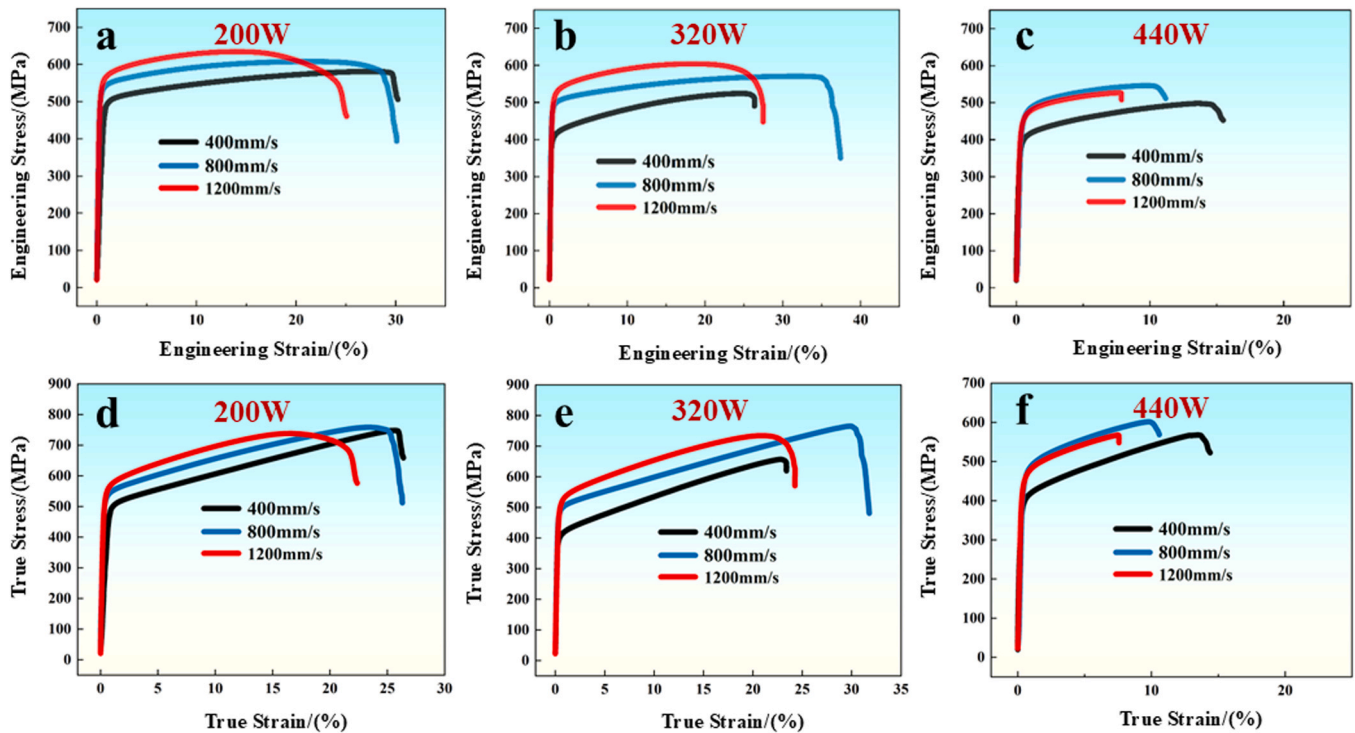 a
200W
Engineering Stress/(MPa)
700
600
500
400
300
200
100
0
400mm/s
800mm/s
1200mm/s
0
10
20
30
Engineering Strain/(%)
b
320W
Engineering Stress/(MPa)
700
600
500
400
300
200
100
0
400mm/s
800mm/s
1200mm/s
0
10
20
30
40
Engineering Strain/(%)
c
440W
Engineering Stress/(MPa)
700
600
500
400
300
200
100
0
400mm/s
800mm/s
1200mm/s
0
10
20
Engineering Strain/(%)
d
200W
True Stress/(MPa)
900
800
700
600
500
400
300
200
100
0
400mm/s
800mm/s
1200mm/s
0
5
10
15
20
25
30
True Strain/(%)
e
320W
True Stress/(MPa)
900
800
700
600
500
400
300
200
100
0
400mm/s
800mm/s
1200mm/s
0
5
10
15
20
25
30
35
True Strain/(%)
f
440W
True Stress/(MPa)
700
600
500
400
300
200
100
0
400mm/s
800mm/s
1200mm/s
0
10
20
True Strain/(%)